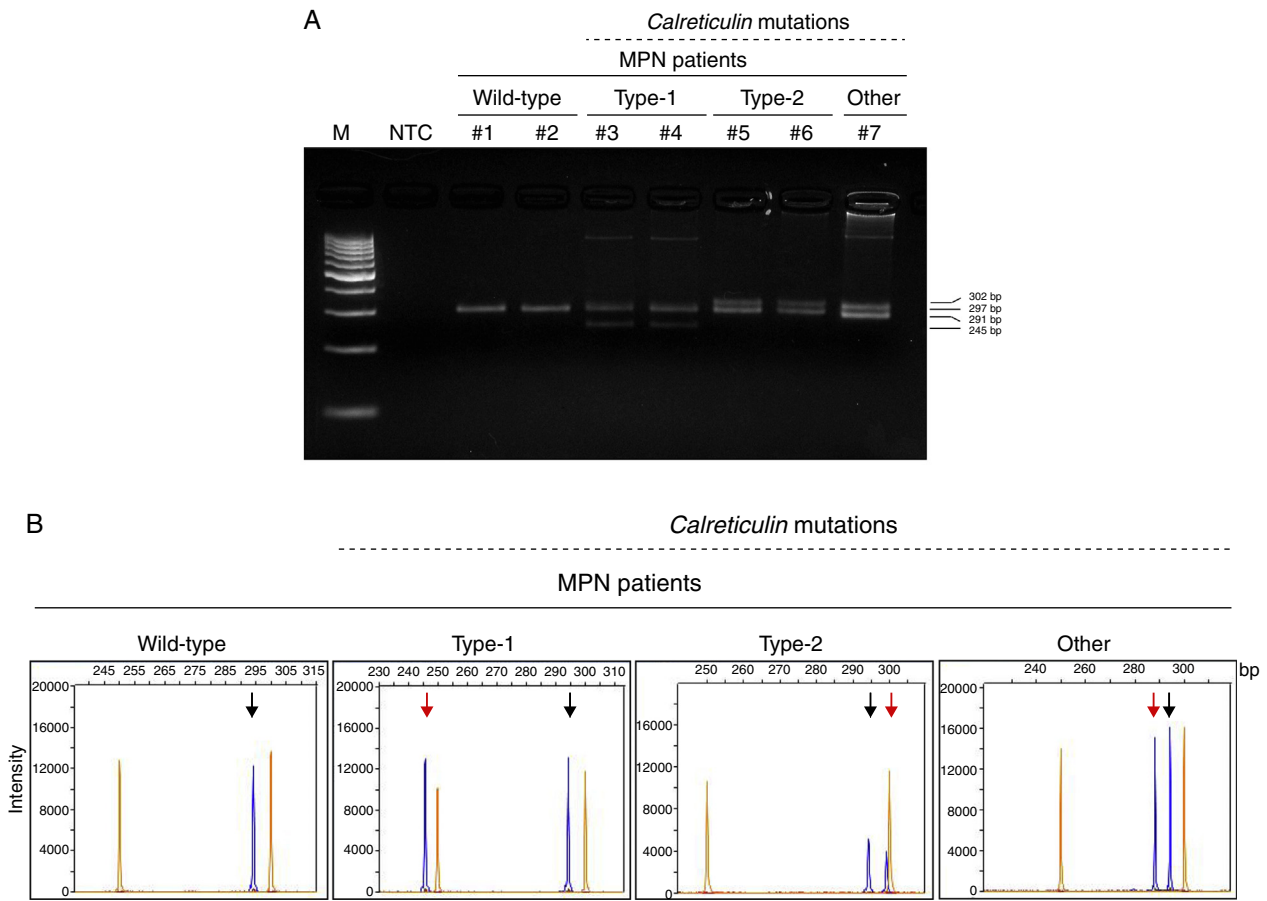 A
Calreticulin mutations
MPN patients
Wild-type Type-1 Type-2 Other
M NTC #1 #2 #3 #4 #5 #6 #7
302 bp
297 bp
291 bp
245 bp
B
Calreticulin mutations
MPN patients
Wild-type Type-1 Type-2 Other
245 255 265 275 285 295 305 315
230 240 250 260 270 280 290 300 310
250 260 270 280 290 300
240 260 280 300
bp
Intensity
20000
16000
12000
8000
4000
0
20000
16000
12000
8000
4000
0
16000
12000
8000
4000
0
20000
16000
12000
8000
4000
0